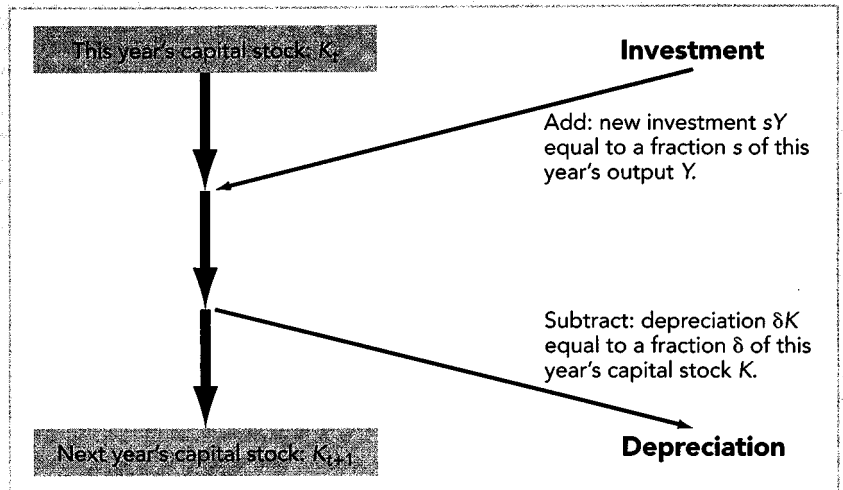 This year's capital stock: Kₜ
Investment
Add: new investment sY
equal to a fraction s of this
year's output Y.
Subtract: depreciation δK
equal to a fraction δ of this
year's capital stock K.
Next year's capital stock: Kₜ₊₁
Depreciation